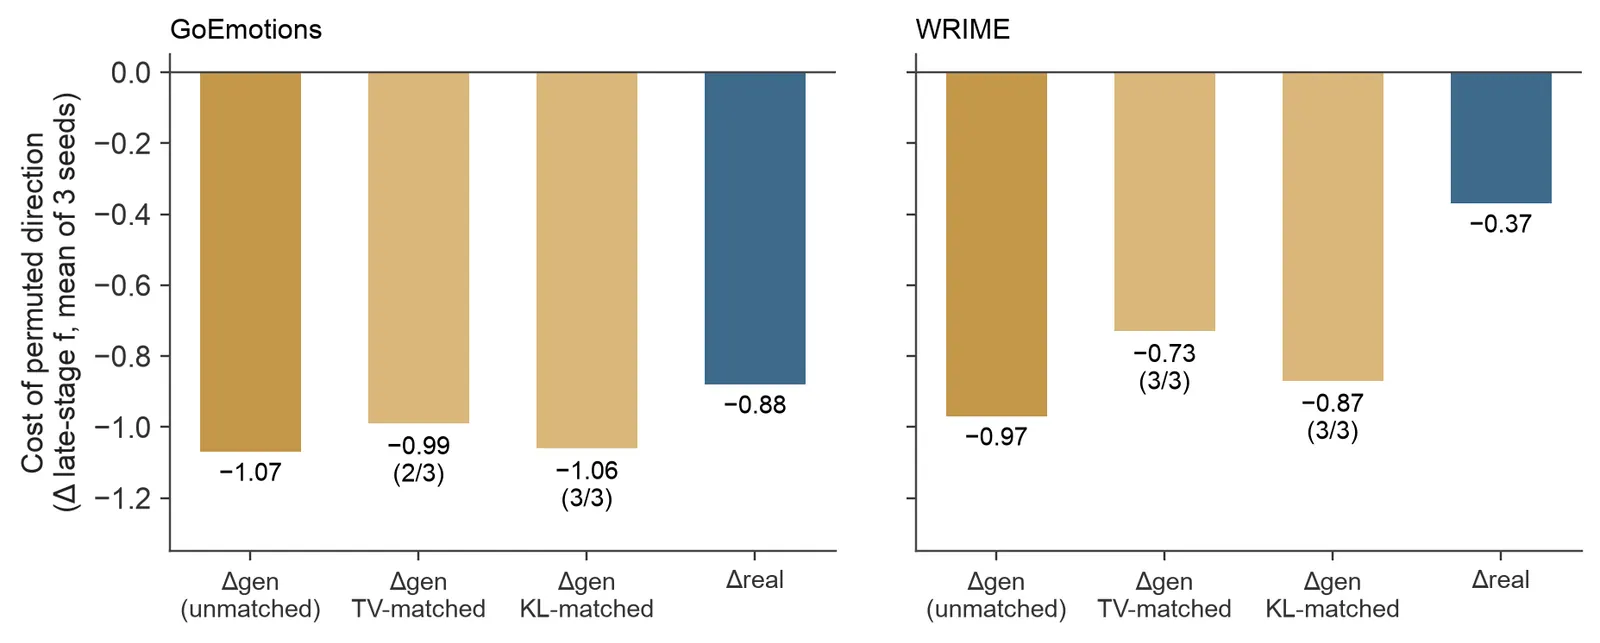 GoEmotions
Cost of permuted direction
(Δ late-stage f, mean of 3 seeds)
0.0
−0.2
−0.4
−0.6
−0.8
−1.0
−1.2
−1.07
−0.99
(2/3)
−1.06
(3/3)
−0.88
Δgen
(unmatched)
Δgen
TV-matched
Δgen
KL-matched
Δreal
WRIME
−0.97
−0.73
(3/3)
−0.87
(3/3)
−0.37
Δgen
(unmatched)
Δgen
TV-matched
Δgen
KL-matched
Δreal